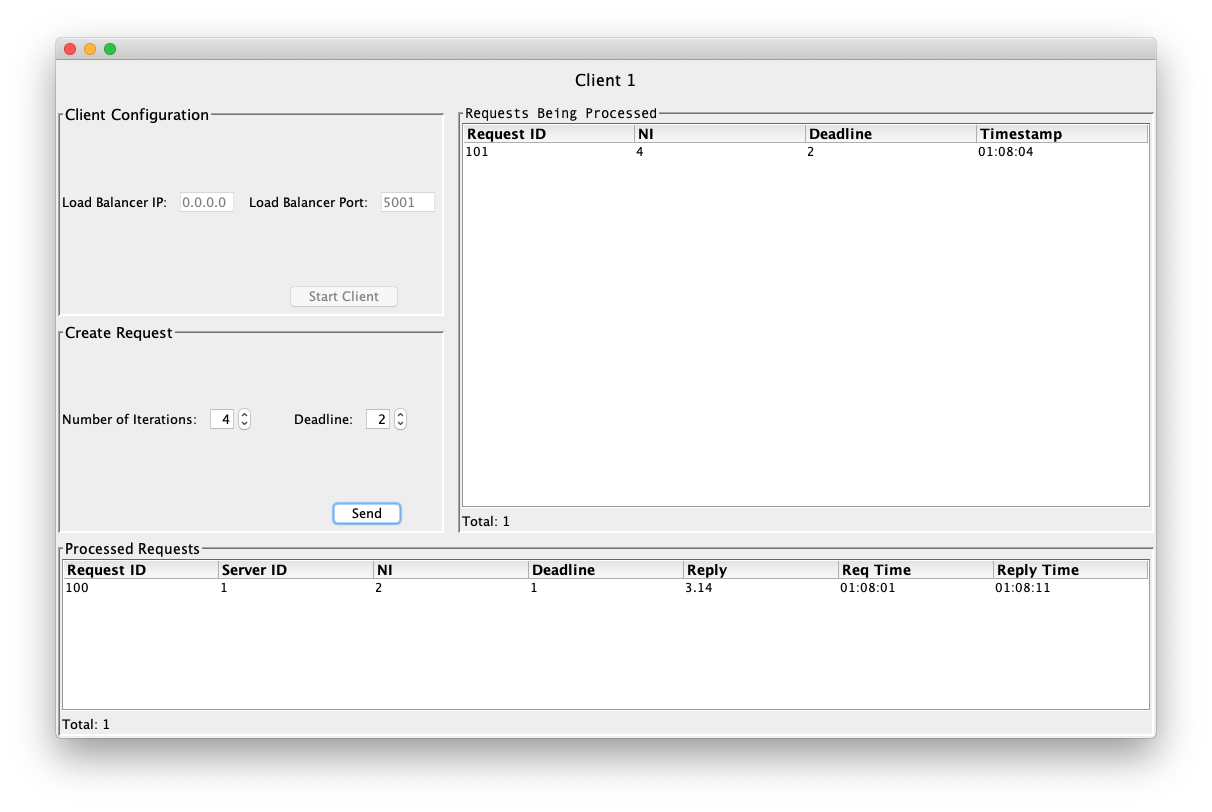 Client 1
Client Configuration
Load Balancer IP: 0.0.0.0 Load Balancer Port: 5001
Start Client
Create Request
Number of Iterations: 4 Deadline: 2
Send
Requests Being Processed
Request ID NI Deadline Timestamp
101 4 2 01:08:04
Total: 1
Processed Requests
Request ID Server ID NI Deadline Reply Req Time Reply Time
100 1 2 1 3.14 01:08:01 01:08:11
Total: 1